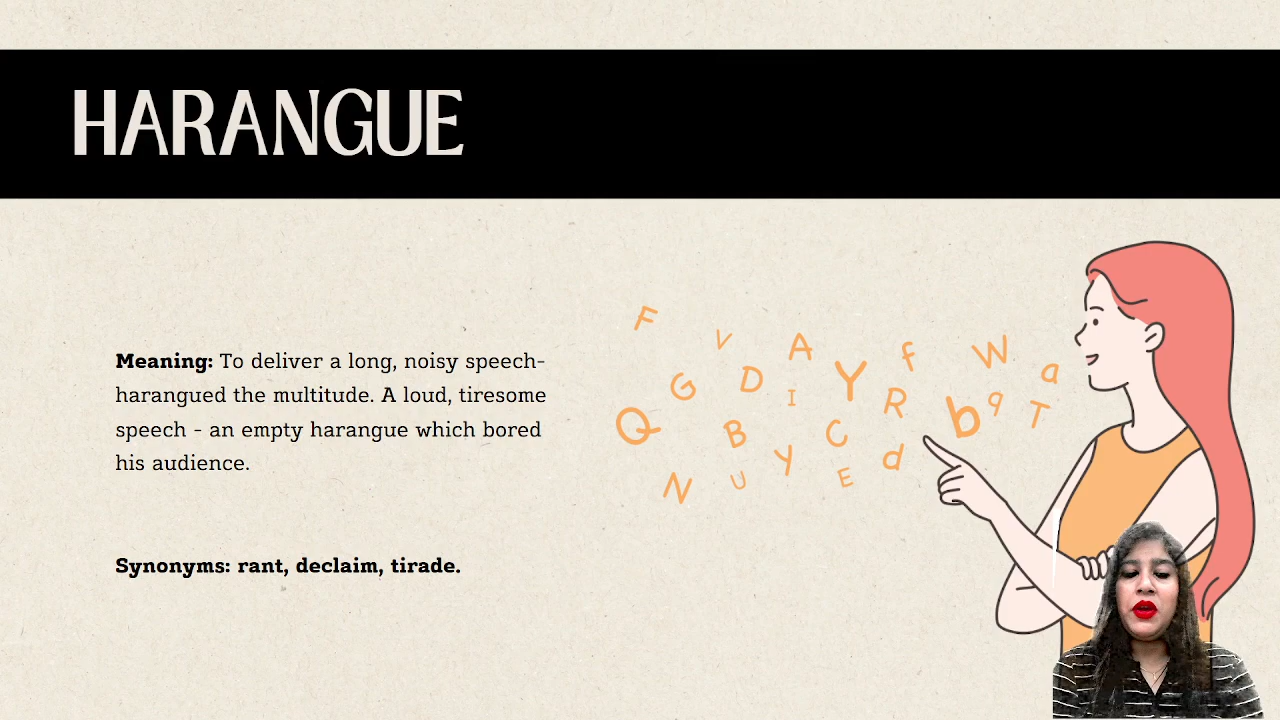 HARANGUE
Meaning: To deliver a long, noisy speech-
harangued the multitude. A loud, tiresome
speech - an empty harangue which bored
his audience.
Synonyms: rant, declaim, tirade.
F
V A f W a
G D I Y R b q T
Q B Y C d
N U E